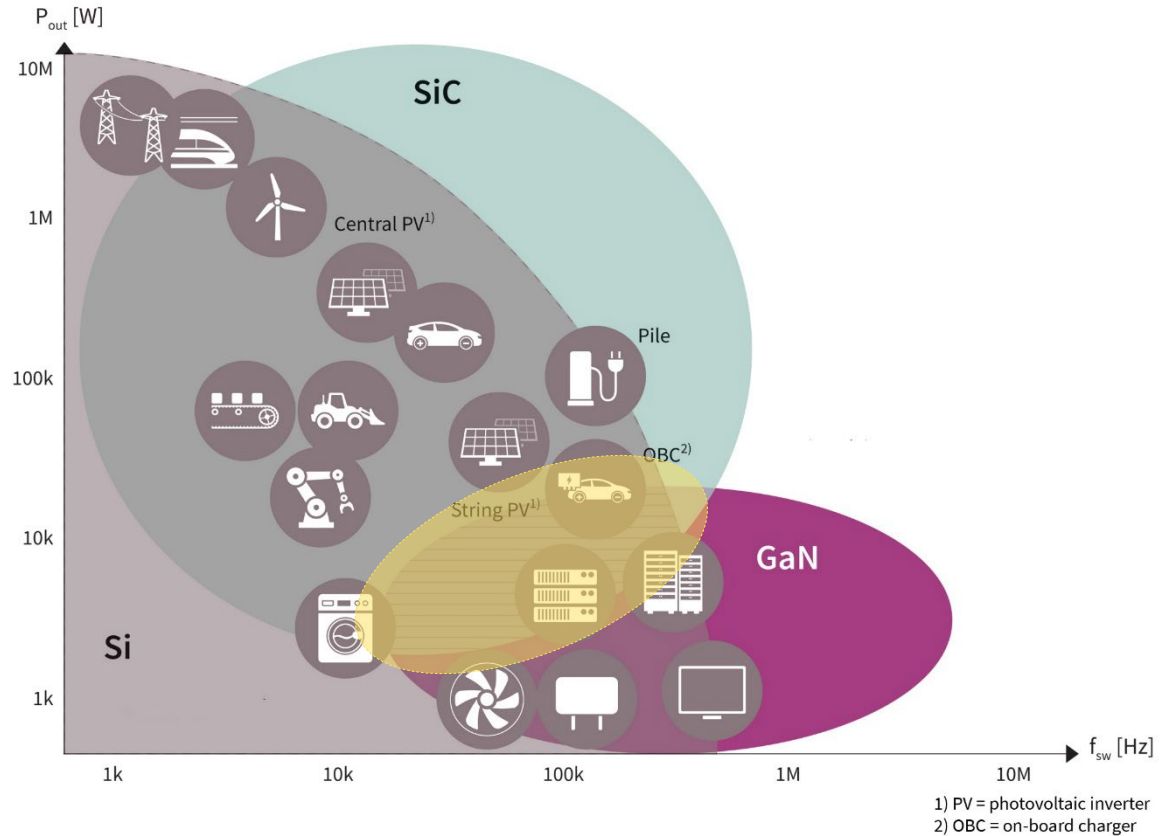 P_out [W]
10M
SiC
1M
Central PV¹⁾
Pile
100k
OBC²⁾
String PV¹⁾
10k
GaN
Si
1k
f_sw [Hz]
1k 10k 100k 1M 10M
1) PV = photovoltaic inverter
2) OBC = on-board charger